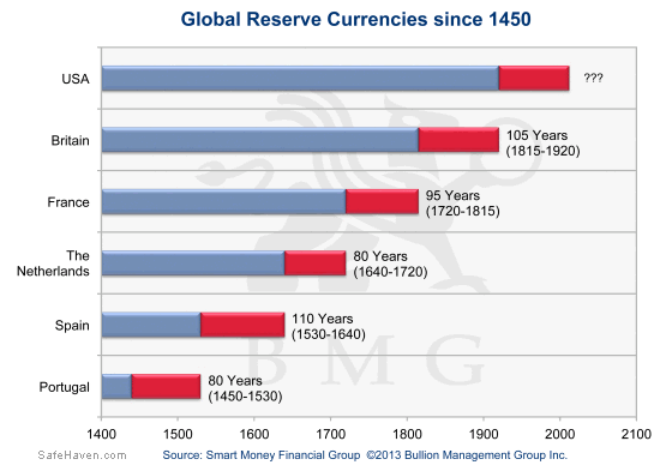 Global Reserve Currencies since 1450
USA
???
Britain
105 Years
(1815-1920)
France
95 Years
(1720-1815)
The
Netherlands
80 Years
(1640-1720)
Spain
110 Years
(1530-1640)
BMG
Portugal
80 Years
(1450-1530)
1400 1500 1600 1700 1800 1900 2000 2100
SafeHaven.com Source: Smart Money Financial Group ©2013 Bullion Management Group Inc.